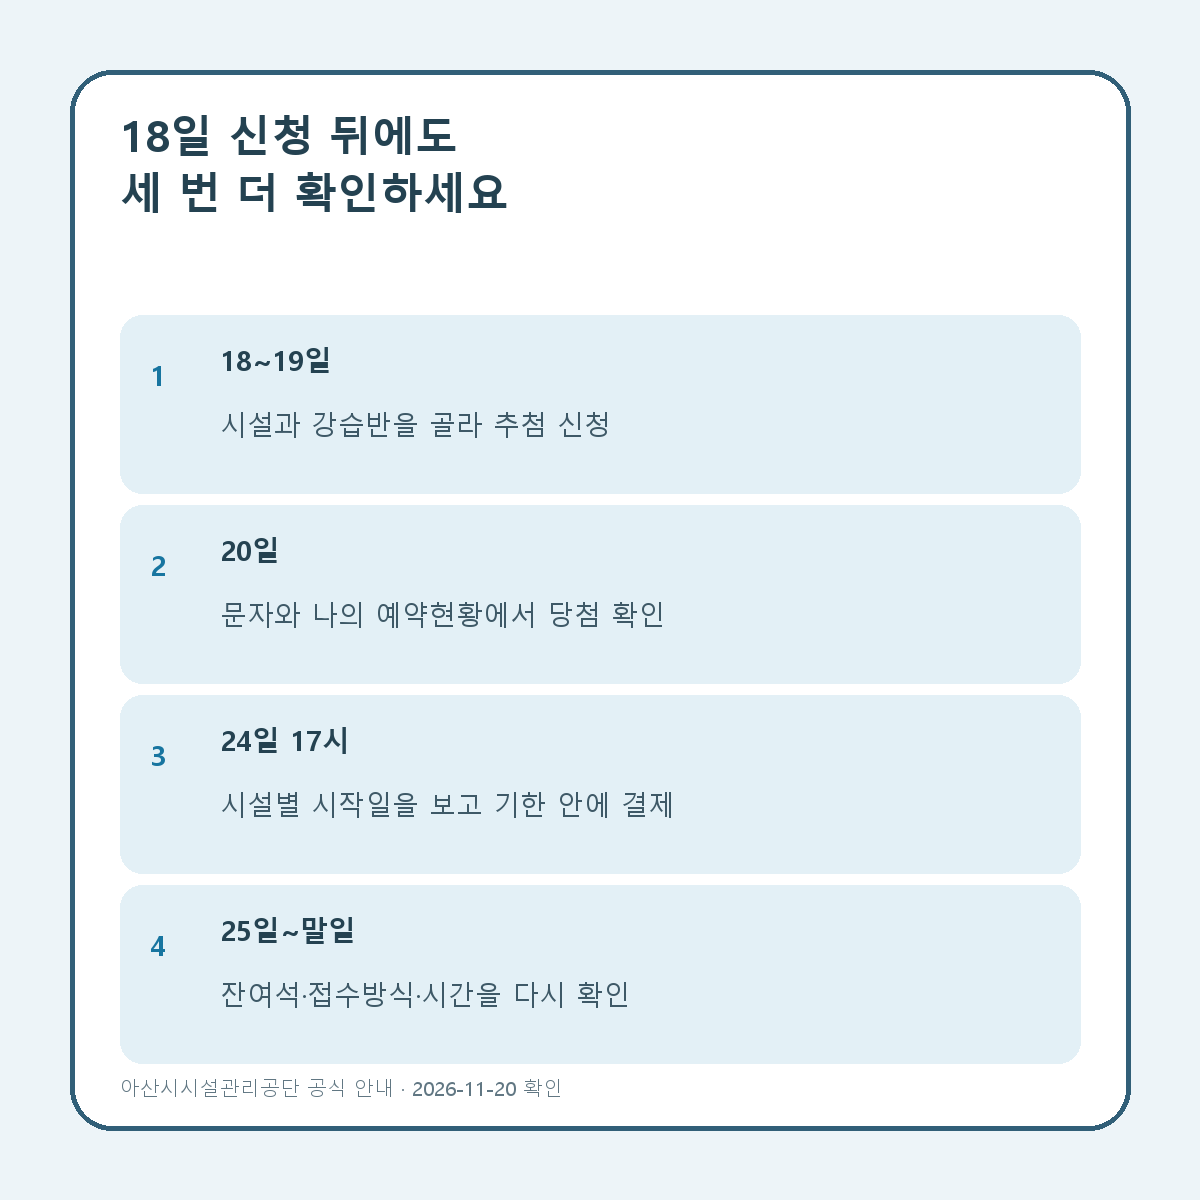 18일 신청 뒤에도
세 번 더 확인하세요
1
18~19일
시설과 강습반을 골라 추첨 신청
2
20일
문자와 나의 예약현황에서 당첨 확인
3
24일 17시
시설별 시작일을 보고 기한 안에 결제
4
25일~말일
잔여석·접수방식·시간을 다시 확인
아산시시설관리공단 공식 안내 · 2026-11-20 확인